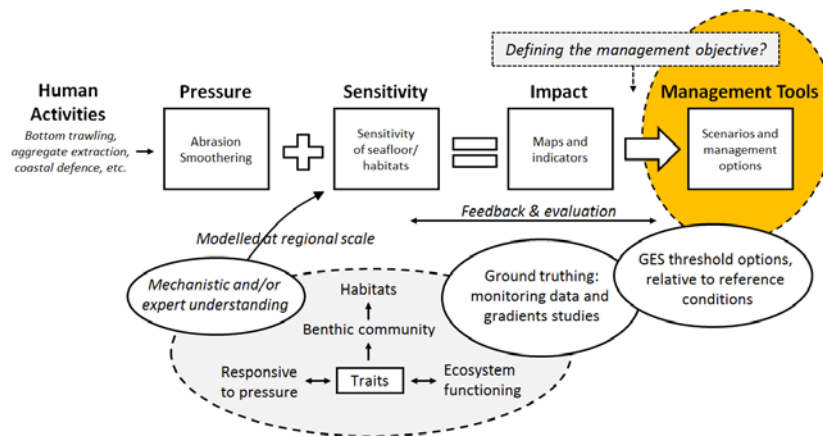 Defining the management objective?
Human
Activities
Pressure
Sensitivity
Impact
Management Tools
Bottom trawling,
aggregate extraction,
coastal defence, etc.
Abrasion
Smoothering
Sensitivity
of seafloor/
habitats
Maps and
indicators
Scenarios and
management
options
Feedback & evaluation
Modelled at regional scale
Mechanistic and/or
expert understanding
Ground truthing:
monitoring data and
gradients studies
GES threshold options,
relative to reference
conditions
Habitats
Benthic community
Responsive
to pressure
Traits
Ecosystem
functioning